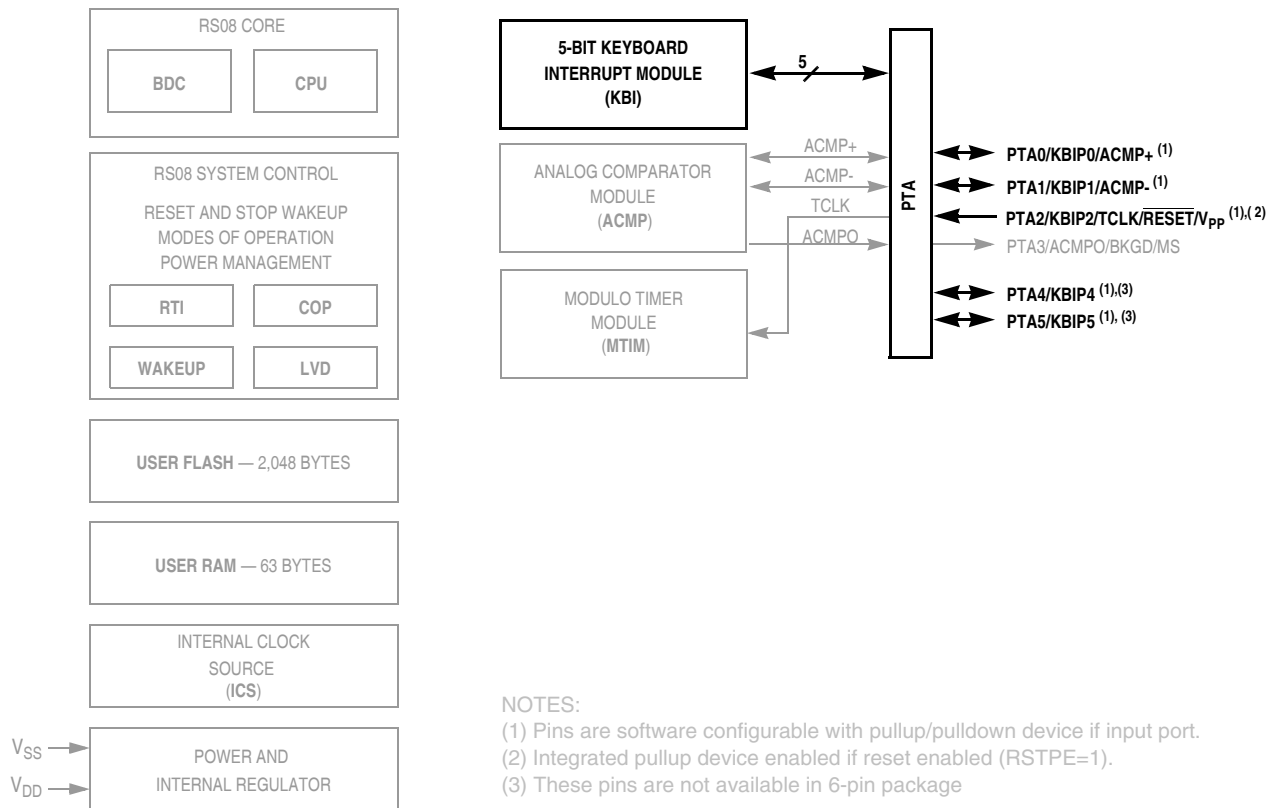 RS08 CORE
BDC
CPU
RS08 SYSTEM CONTROL
RESET AND STOP WAKEUP
MODES OF OPERATION
POWER MANAGEMENT
RTI
COP
WAKEUP
LVD
USER FLASH — 2,048 BYTES
USER RAM — 63 BYTES
INTERNAL CLOCK
SOURCE
(ICS)
VSS
VDD
POWER AND
INTERNAL REGULATOR
5-BIT KEYBOARD
INTERRUPT MODULE
(KBI)
5
ANALOG COMPARATOR
MODULE
(ACMP)
ACMP+
ACMP-
TCLK
ACMPO
MODULO TIMER
MODULE
(MTIM)
PTA
PTA0/KBIP0/ACMP+ (1)
PTA1/KBIP1/ACMP- (1)
PTA2/KBIP2/TCLK/RESET/VPP (1),( 2)
PTA3/ACMPO/BKGD/MS
PTA4/KBIP4 (1),(3)
PTA5/KBIP5 (1), (3)
NOTES:
(1) Pins are software configurable with pullup/pulldown device if input port.
(2) Integrated pullup device enabled if reset enabled (RSTPE=1).
(3) These pins are not available in 6-pin package